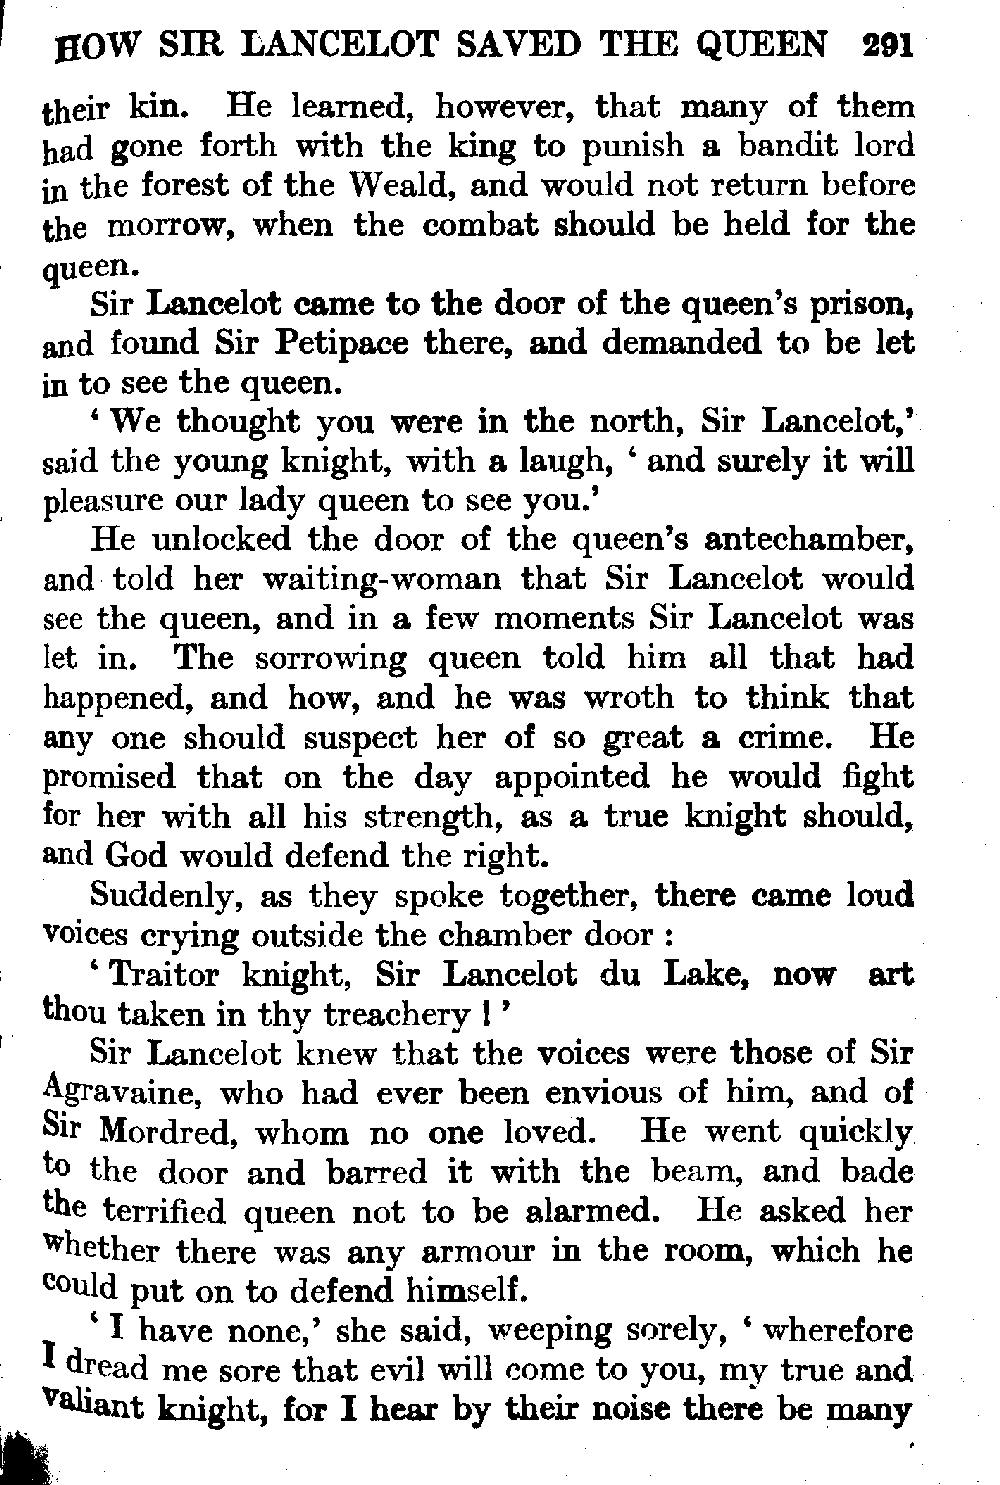 HOW SIR LANCELOT SAVED THE QUEEN 291
their kin. He learned, however, that many of them
had gone forth with the king to punish a bandit lord
in the forest of the Weald, and would not return before
the morrow, when the combat should be held for the
queen.
Sir Lancelot came to the door of the queen's prison,
and found Sir Petipace there, and demanded to be let
in to see the queen.
‘ We thought you were in the north, Sir Lancelot,’
said the young knight, with a laugh, ‘ and surely it will
pleasure our lady queen to see you.’
He unlocked the door of the queen's antechamber,
and told her waiting-woman that Sir Lancelot would
see the queen, and in a few moments Sir Lancelot was
let in. The sorrowing queen told him all that had
happened, and how, and he was wroth to think that
any one should suspect her of so great a crime. He
promised that on the day appointed he would fight
for her with all his strength, as a true knight should,
and God would defend the right.
Suddenly, as they spoke together, there came loud
voices crying outside the chamber door :
‘ Traitor knight, Sir Lancelot du Lake, now art
thou taken in thy treachery ! ’
Sir Lancelot knew that the voices were those of Sir
Agravaine, who had ever been envious of him, and of
Sir Mordred, whom no one loved. He went quickly
to the door and barred it with the beam, and bade
the terrified queen not to be alarmed. He asked her
whether there was any armour in the room, which he
could put on to defend himself.
‘ I have none,’ she said, weeping sorely, ‘ wherefore
I dread me sore that evil will come to you, my true and
valiant knight, for I hear by their noise there be many